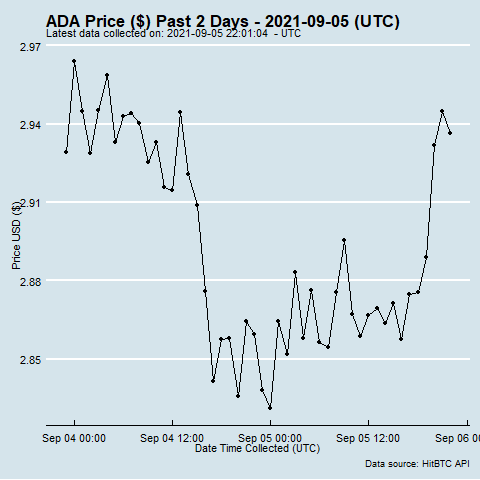 ADA Price ($) Past 2 Days - 2021-09-05 (UTC)
Latest data collected on: 2021-09-05 22:01:04 - UTC
2.97
2.94
2.91
2.88
2.85
Price USD ($)
Sep 04 00:00
Sep 04 12:00
Sep 05 00:00
Sep 05 12:00
Sep 06 0
Date Time Collected (UTC)
Data source: HitBTC API